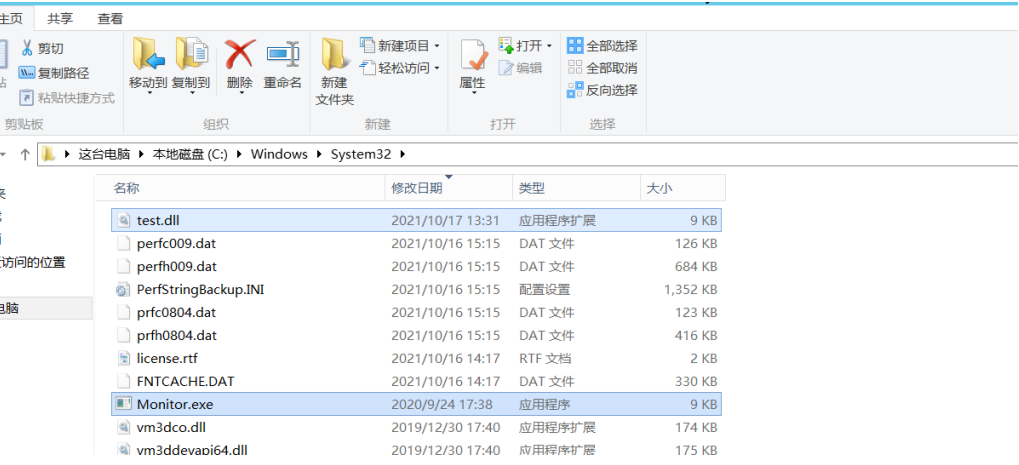 主页 共享 查看
剪切
复制路径
粘贴快捷方式
剪贴板
移动到 复制到 删除 重命名
组织
新建
文件夹
新建项目
轻松访问
新建
属性
打开
编辑
打开
全部选择
全部取消
反向选择
选择
这台电脑 本地磁盘 (C:) Windows System32
访问的位置
电脑
名称 修改日期 类型 大小
test.dll 2021/10/17 13:31 应用程序扩展 9 KB
perfc009.dat 2021/10/16 15:15 DAT 文件 126 KB
perfh009.dat 2021/10/16 15:15 DAT 文件 684 KB
PerfStringBackup.INI 2021/10/16 15:15 配置设置 1,352 KB
prfc0804.dat 2021/10/16 15:15 DAT 文件 123 KB
prfh0804.dat 2021/10/16 15:15 DAT 文件 416 KB
license.rtf 2021/10/16 14:17 RTF 文档 2 KB
FNTCACHE.DAT 2021/10/16 14:17 DAT 文件 330 KB
Monitor.exe 2020/9/24 17:38 应用程序 9 KB
vm3dco.dll 2019/12/30 17:40 应用程序扩展 174 KB
vm3ddevapi64.dll 2019/12/30 17:40 应用程序扩展 175 KB